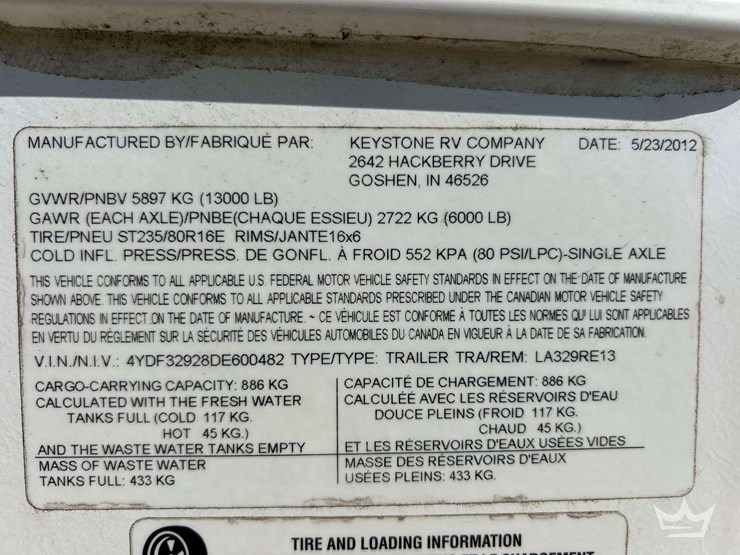 MANUFACTURED BY/FABRIQUÉ PAR: KEYSTONE RV COMPANY DATE: 5/23/2012
2642 HACKBERRY DRIVE
GOSHEN, IN 46526
GVWR/PNBV 5897 KG (13000 LB)
GAWR (EACH AXLE)/PNBE(CHAQUE ESSIEU) 2722 KG (6000 LB)
TIRE/PNEU ST235/80R16E RIMS/JANTE16x6
COLD INFL. PRESS/PRESS. DE GONFL. À FROID 552 KPA (80 PSI/LPC)-SINGLE AXLE
THIS VEHICLE CONFORMS TO ALL APPLICABLE U.S. FEDERAL MOTOR VEHICLE SAFETY STANDARDS IN EFFECT ON THE DATE OF MANUFACTURE
SHOWN ABOVE. THIS VEHICLE CONFORMS TO ALL APPLICABLE STANDARDS PRESCRIBED UNDER THE CANADIAN MOTOR VEHICLE SAFETY
REGULATIONS IN EFFECT ON THE DATE OF MANUFACTURE. ~ CE VÉHICULE EST CONFORME À TOUTES LES NORMES QUI LUI SONT APPLICABLES
EN VERTU DU RÉGLEMENT SUR LA SÉCURITÉ DES VÉHICULES AUTOMOBILES DU CANADA EN VIGUEUR À LA DATE DE SA FABRICATION.
V.I.N./N.I.V.: 4YDF32928DE600482 TYPE/TYPE: TRAILER TRA/REM: LA329RE13
CARGO-CARRYING CAPACITY: 886 KG
CALCULATED WITH THE FRESH WATER
TANKS FULL (COLD 117 KG.
HOT 45 KG.)
AND THE WASTE WATER TANKS EMPTY
MASS OF WASTE WATER
TANKS FULL: 433 KG
CAPACITÉ DE CHARGEMENT: 886 KG
CALCULÉE AVEC LES RÉSERVOIRS D'EAU
DOUCE PLEINS (FROID 117 KG.
CHAUD 45 KG.)
ET LES RÉSERVOIRS D'EAUX USÉES VIDES
MASSE DES RÉSERVOIRS D'EAUX
USÉES PLEINS: 433 KG.
TIRE AND LOADING INFORMATION